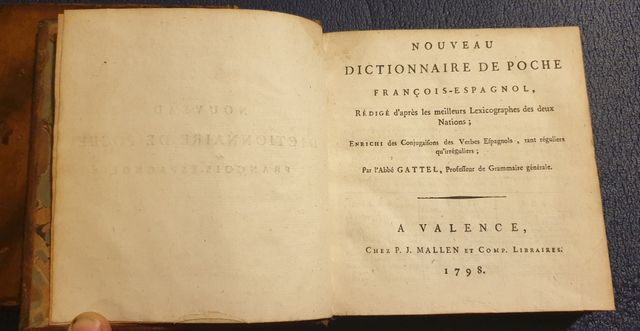 NOUVEAU
DICTIONNAIRE DE POCHE
FRANÇOIS-ESPAGNOL,
RÉDIGÉ d'après les meilleurs Lexicographes des deux
Nations ;
ENRICHI des Conjugaisons des Verbes Espagnols, tant réguliers
qu'irréguliers ;
Par l'Abbé GATTEL, Professeur de Grammaire générale.
A VALENCE,
CHEZ P. J. MALLEN ET COMP. LIBRAIRES.
1798.